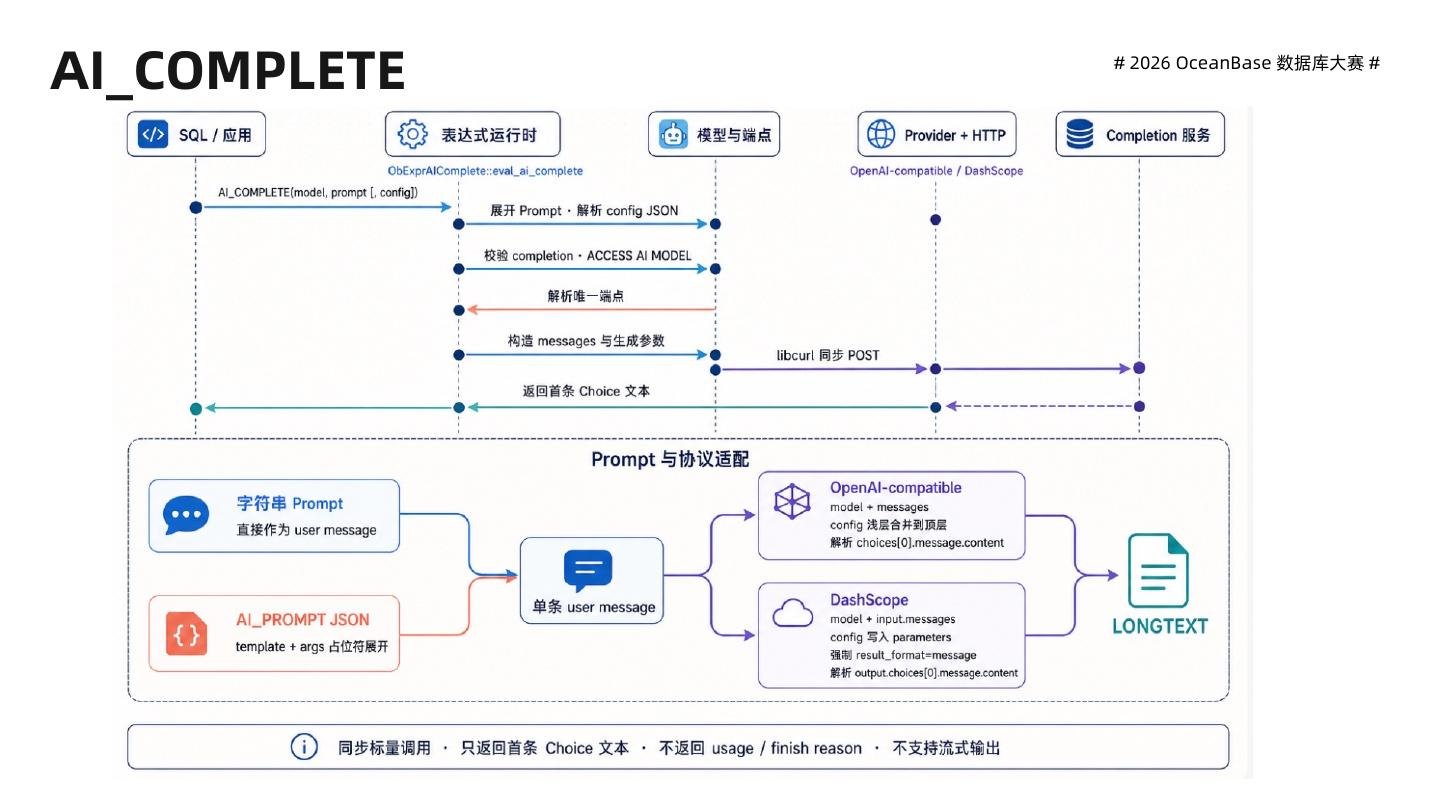 AI_COMPLETE
# 2026 OceanBase 数据库大赛 #
SQL / 应用
表达式运行时
模型与端点
Provider + HTTP
Completion 服务
ObExprAIComplete::eval_ai_complete
OpenAI-compatible / DashScope
AI_COMPLETE(model, prompt [, config])
展开 Prompt · 解析 config JSON
校验 completion · ACCESS AI MODEL
解析唯一端点
构造 messages 与生成参数
libcurl 同步 POST
返回首条 Choice 文本
Prompt 与协议适配
字符串 Prompt
直接作为 user message
AI_PROMPT JSON
template + args 占位符展开
单条 user message
OpenAI-compatible
model + messages
config 浅层合并到顶层
解析 choices[0].message.content
DashScope
model + input.messages
config 写入 parameters
强制 result_format=message
解析 output.choices[0].message.content
LONGTEXT
同步标量调用 · 只返回首条 Choice 文本 · 不返回 usage / finish reason · 不支持流式输出